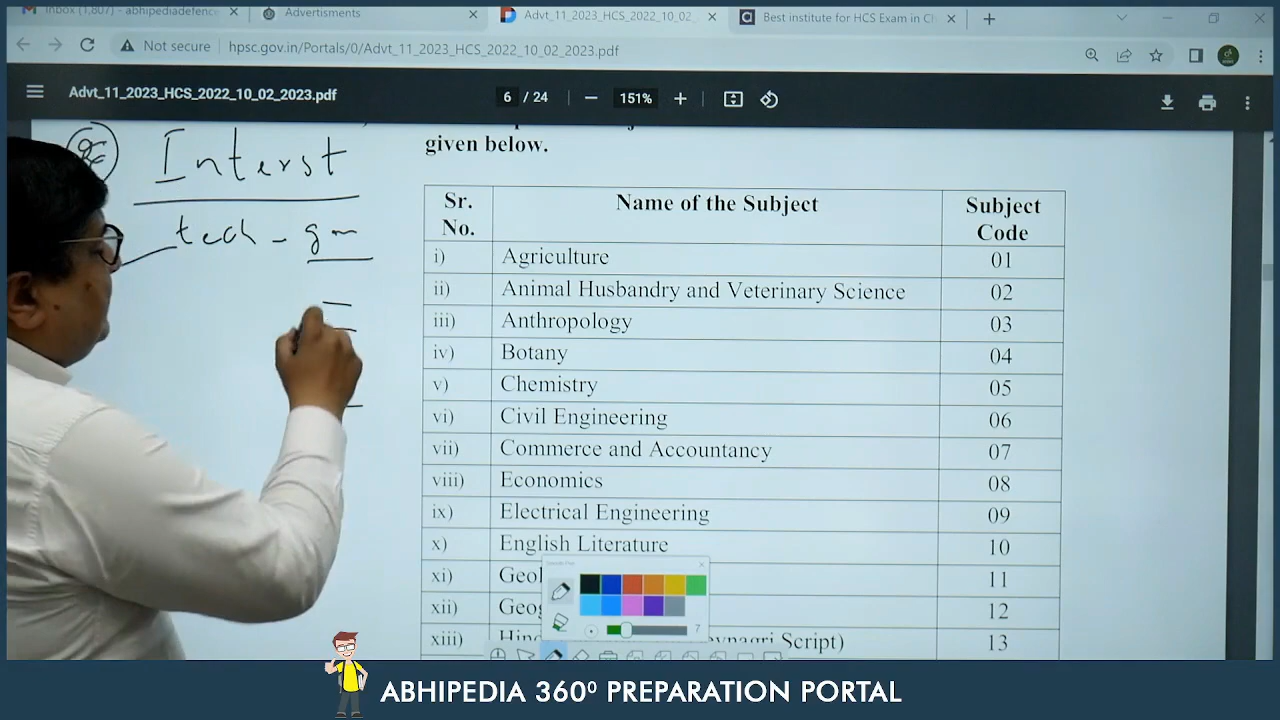 Inbox (1,807) - abhipediadefence
Advertisments
Advt_11_2023_HCS_2022_10_02_
Best institute for HCS Exam in C
Not secure
hpsc.gov.in/Portals/0/Advt_11_2023_HCS_2022_10_02_2023.pdf
Advt_11_2023_HCS_2022_10_02_2023.pdf
6 / 24
151%
Interst
tech - gm
given below.
Sr. No. Name of the Subject Subject Code
i) Agriculture 01
ii) Animal Husbandry and Veterinary Science 02
iii) Anthropology 03
iv) Botany 04
v) Chemistry 05
vi) Civil Engineering 06
vii) Commerce and Accountancy 07
viii) Economics 08
ix) Electrical Engineering 09
x) English Literature 10
xi) Geol 11
xii) Geog 12
xiii) Script) 13
7
ABHIPEDIA 360⁰ PREPARATION PORTAL